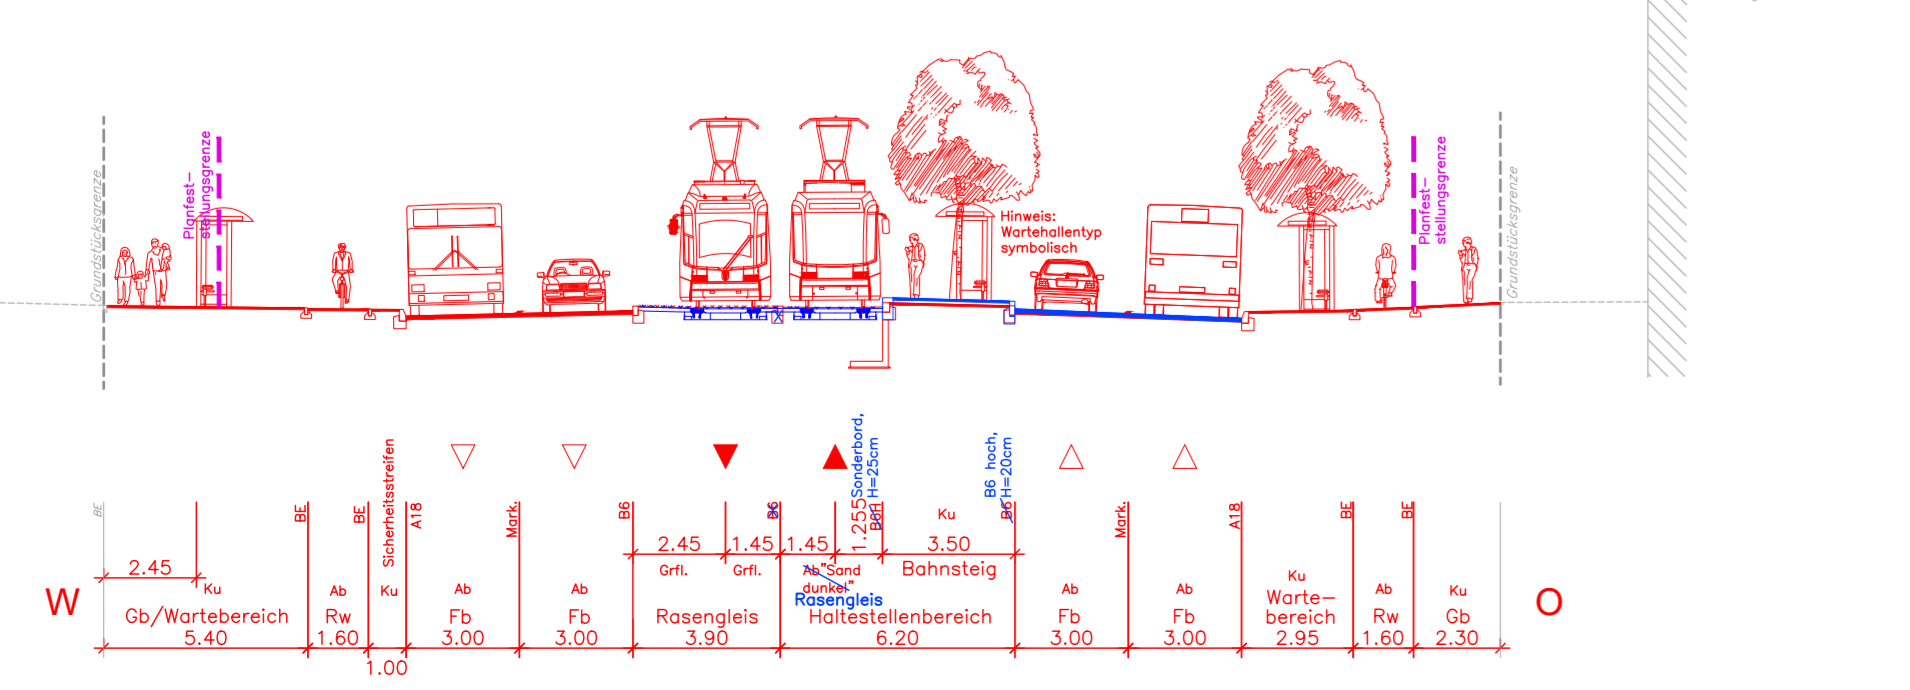 Grundstücksgrenze
Planfest-
stellungsgrenze
Hinweis:
Wartehallentyp
symbolisch
Planfest-
stellungsgrenze
Grundstücksgrenze
BE
BE
BE
Sicherheitsstreifen
A18
Mark.
B6
B6
Sonderbord,
H=25cm
1.255
B6H
B6 hoch,
H=20cm
B6
Mark.
A18
BE
BE
Ku
2.45 1.45 1.45 3.50
2.45
Grfl. Grfl. Ab"Sand
dunkel"
Bahnsteig
Rasengleis
Ku Ab Ku Ab Ab Ab Ab Ku Ab Ku
W
Gb/Wartebereich Rw Fb Fb Rasengleis Haltestellenbereich Fb Fb Warte-
bereich Rw Gb
O
5.40 1.60 3.00 3.00 3.90 6.20 3.00 3.00 2.95 1.60 2.30
1.00